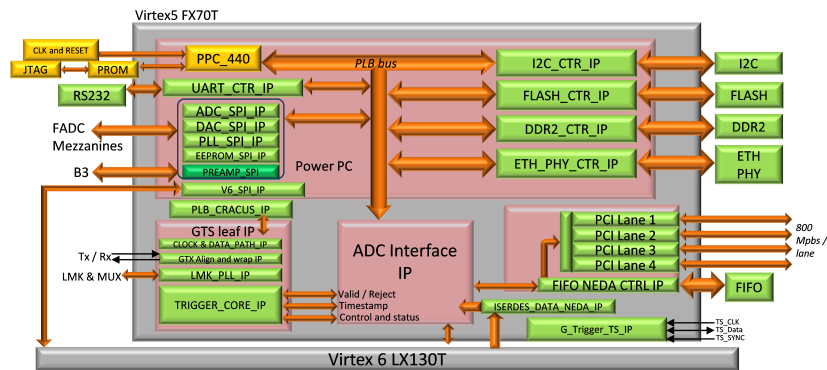 Virtex5 FX70T
CLK and RESET
PPC_440
PLB bus
I2C_CTR_IP
I2C
JTAG
PROM
RS232
UART_CTR_IP
FLASH_CTR_IP
FLASH
ADC_SPI_IP
DAC_SPI_IP
PLL_SPI_IP
EEPROM_SPI_IP
PREAMP_SPI
FADC
Mezzanines
DDR2_CTR_IP
DDR2
Power PC
ETH_PHY_CTR_IP
ETH
PHY
B3
V6_SPI_IP
PLB_CRACUS_IP
GTS leaf IP
CLOCK & DATA_PATH_IP
GTX Align and wrap IP
LMK_PLL_IP
TRIGGER_CORE_IP
Tx / Rx
LMK & MUX
ADC Interface
IP
Valid / Reject
Timestamp
Control and status
PCI Lane 1
PCI Lane 2
PCI Lane 3
PCI Lane 4
800
Mpbs /
lane
FIFO NEDA CTRL IP
FIFO
ISERDES_DATA_NEDA_IP
G_Trigger_TS_IP
TS_CLK
TS_Data
TS_SYNC
Virtex 6 LX130T